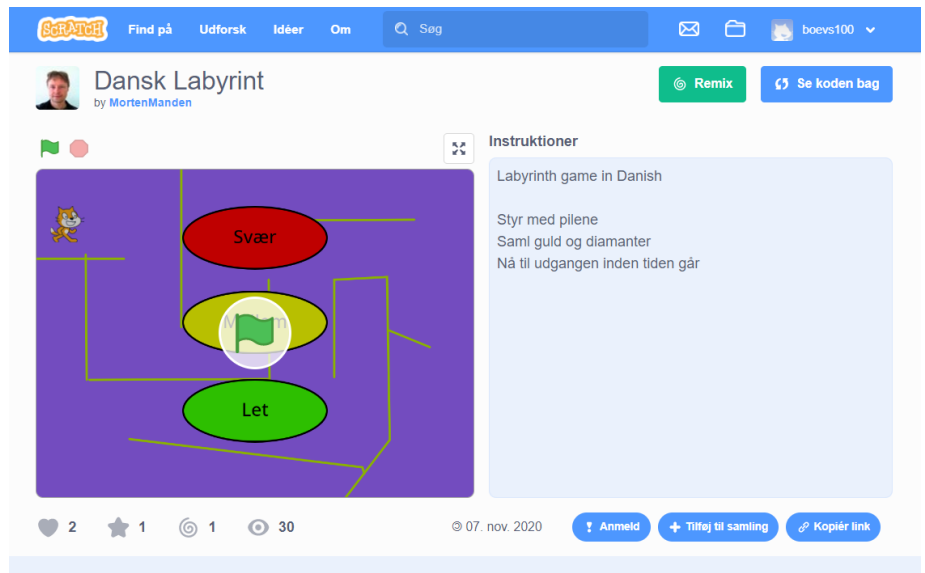 SCRATCH Find på Udforsk Idéer Om Søg boevs100
Dansk Labyrint
by MortenManden
Remix Se koden bag
Instruktioner
Labyrinth game in Danish
Styr med pilene
Saml guld og diamanter
Nå til udgangen inden tiden går
Svær
Let
2 1 1 30 © 07. nov. 2020 Anmeld Tilføj til samling Kopiér link